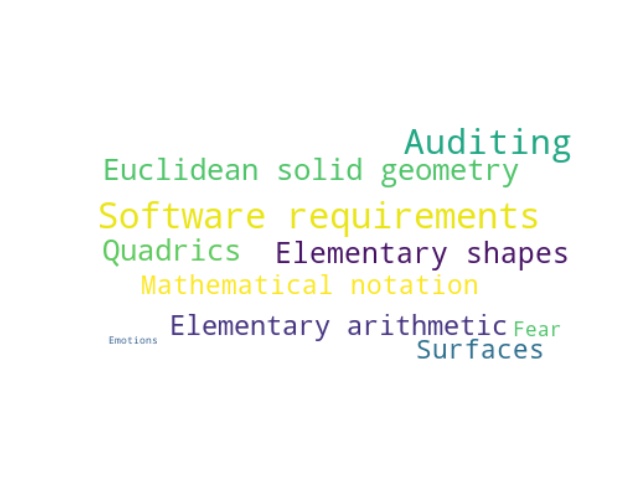 Auditing
Euclidean solid geometry
Software requirements
Quadrics Elementary shapes
Mathematical notation
Elementary arithmetic Fear
Emotions
Surfaces